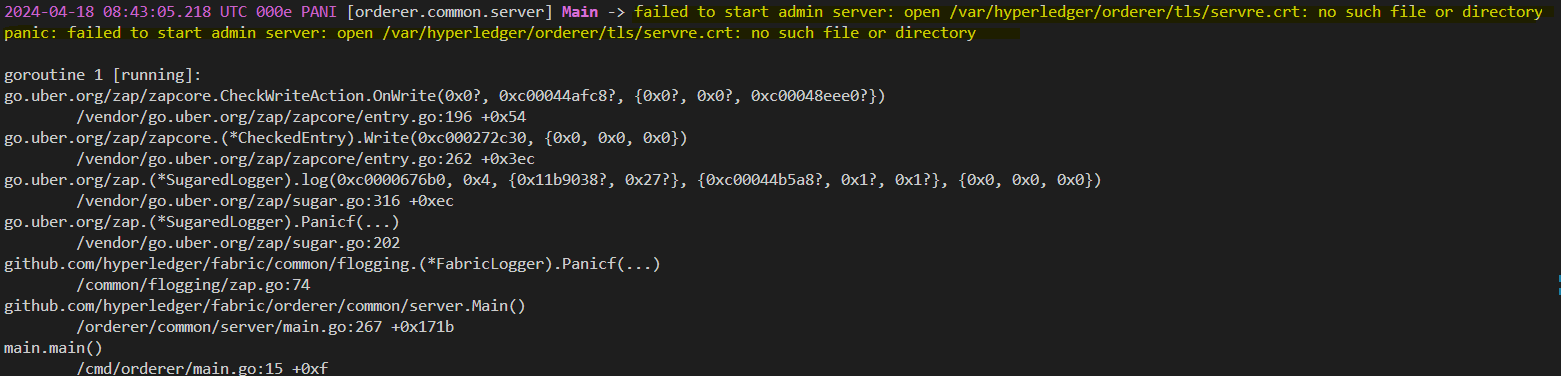 2024-04-18 08:43:05.218 UTC 000e PANI [orderer.common.server] Main -> failed to start admin server: open /var/hyperledger/orderer/tls/servre.crt: no such file or directory
panic: failed to start admin server: open /var/hyperledger/orderer/tls/servre.crt: no such file or directory
goroutine 1 [running]:
go.uber.org/zap/zapcore.CheckWriteAction.OnWrite(0x0?, 0xc00044afc8?, {0x0?, 0x0?, 0xc00048eee0?})
/vendor/go.uber.org/zap/zapcore/entry.go:196 +0x54
go.uber.org/zap/zapcore.(*CheckedEntry).Write(0xc000272c30, {0x0, 0x0, 0x0})
/vendor/go.uber.org/zap/zapcore/entry.go:262 +0x3ec
go.uber.org/zap.(*SugaredLogger).log(0xc0000676b0, 0x4, {0x11b9038?, 0x27?}, {0xc00044b5a8?, 0x1?, 0x1?}, {0x0, 0x0, 0x0})
/vendor/go.uber.org/zap/sugar.go:316 +0xec
go.uber.org/zap.(*SugaredLogger).Panicf(...)
/vendor/go.uber.org/zap/sugar.go:202
github.com/hyperledger/fabric/common/flogging.(*FabricLogger).Panicf(...)
/common/flogging/zap.go:74
github.com/hyperledger/fabric/orderer/common/server.Main()
/orderer/common/server/main.go:267 +0x171b
main.main()
/cmd/orderer/main.go:15 +0xf